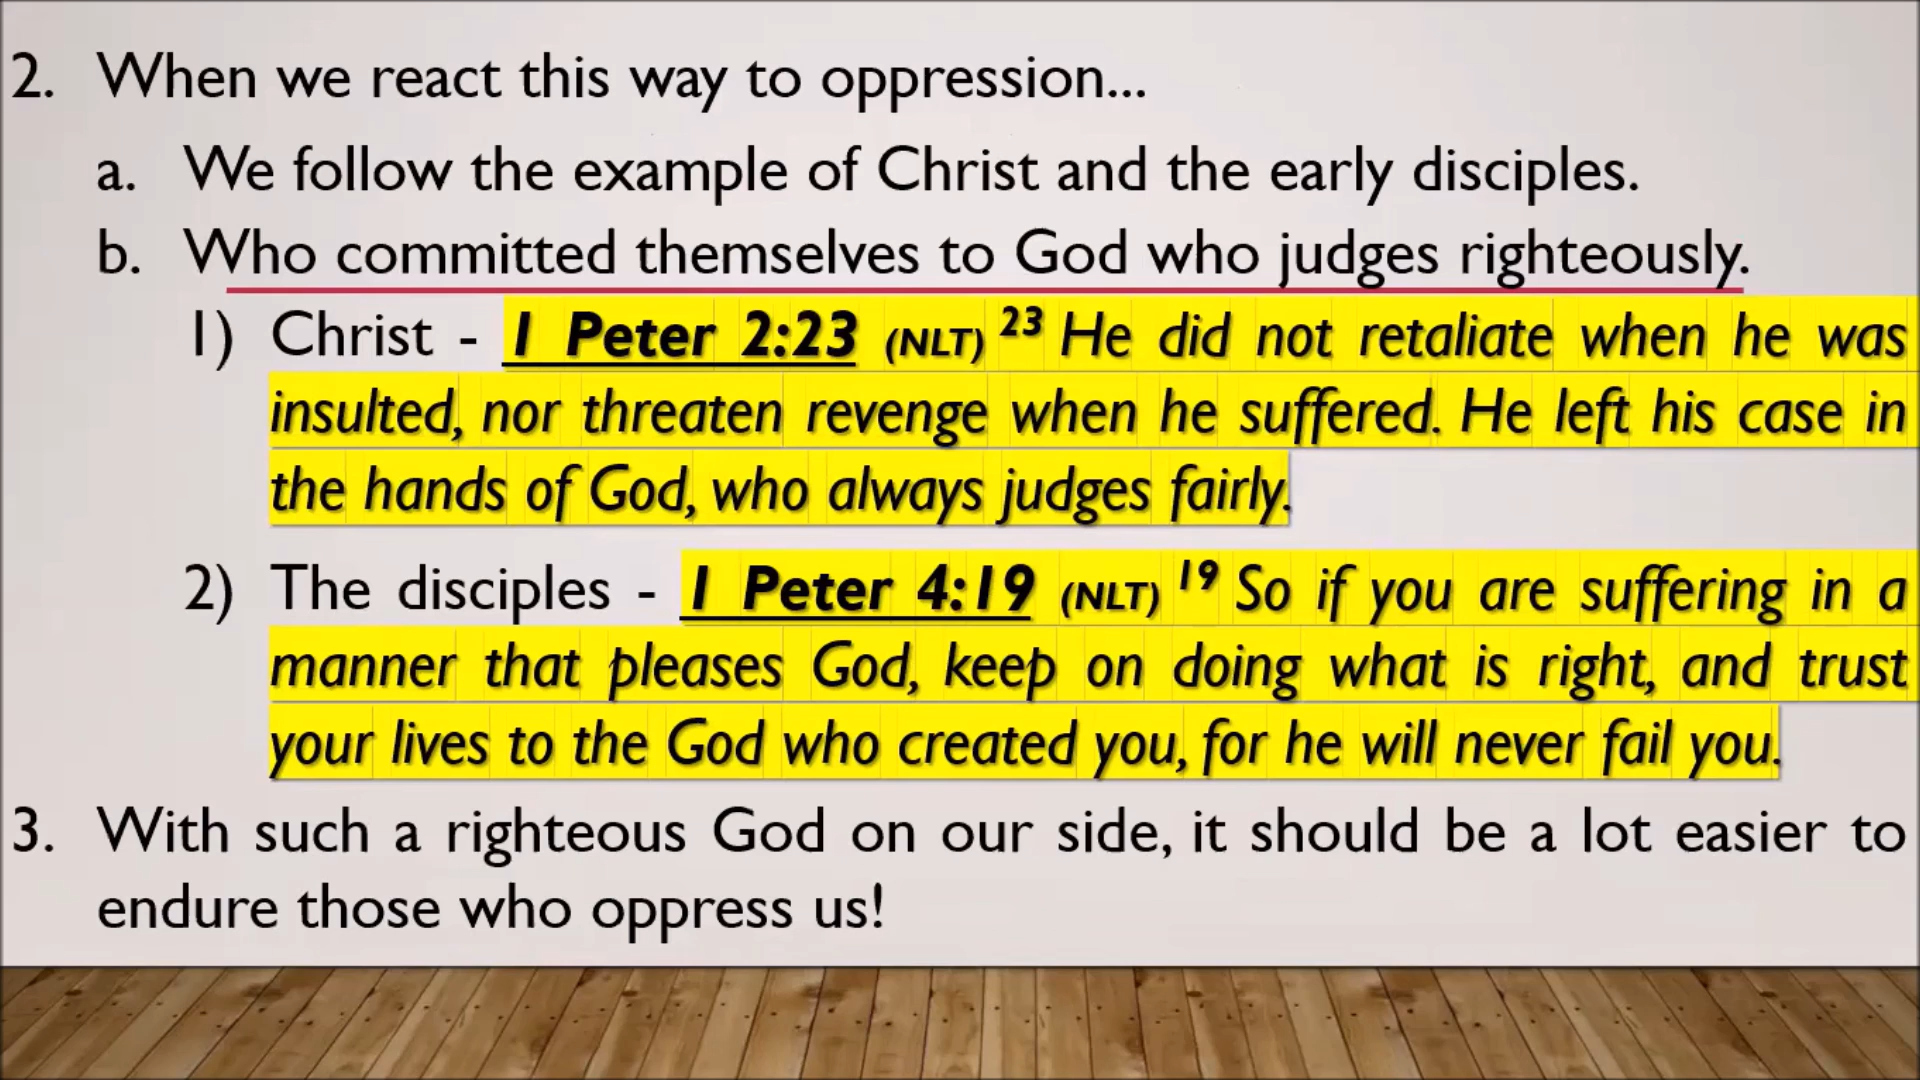 2. When we react this way to oppression...
a. We follow the example of Christ and the early disciples.
b. Who committed themselves to God who judges righteously.
1) Christ - 1 Peter 2:23 (NLT) 23 He did not retaliate when he was
insulted, nor threaten revenge when he suffered. He left his case in
the hands of God, who always judges fairly.
2) The disciples - 1 Peter 4:19 (NLT) 19 So if you are suffering in a
manner that pleases God, keep on doing what is right, and trust
your lives to the God who created you, for he will never fail you.
3. With such a righteous God on our side, it should be a lot easier to
endure those who oppress us!